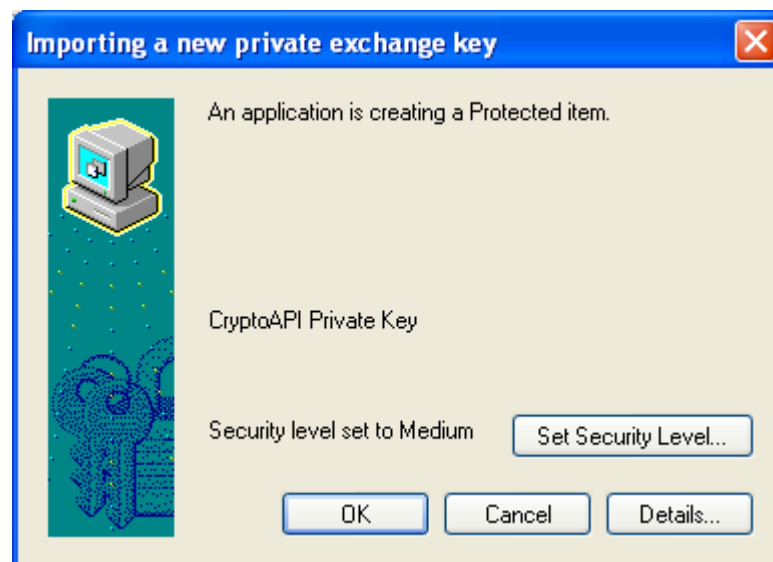 Importing a new private exchange key
An application is creating a Protected item.
CryptoAPI Private Key
Security level set to Medium
Set Security Level...
OK
Cancel
Details...